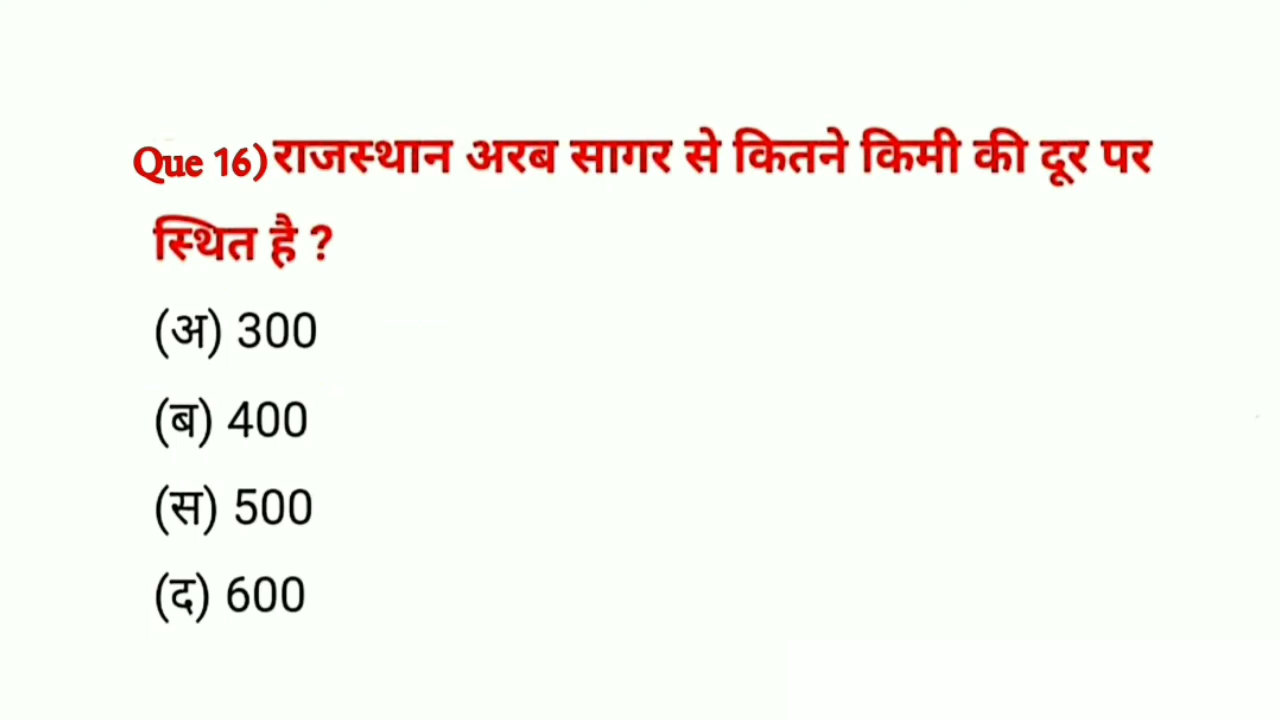 Que 16) राजस्थान अरब सागर से कितने किमी की दूर पर
स्थित है ?
(अ) 300
(ब) 400
(स) 500
(द) 600